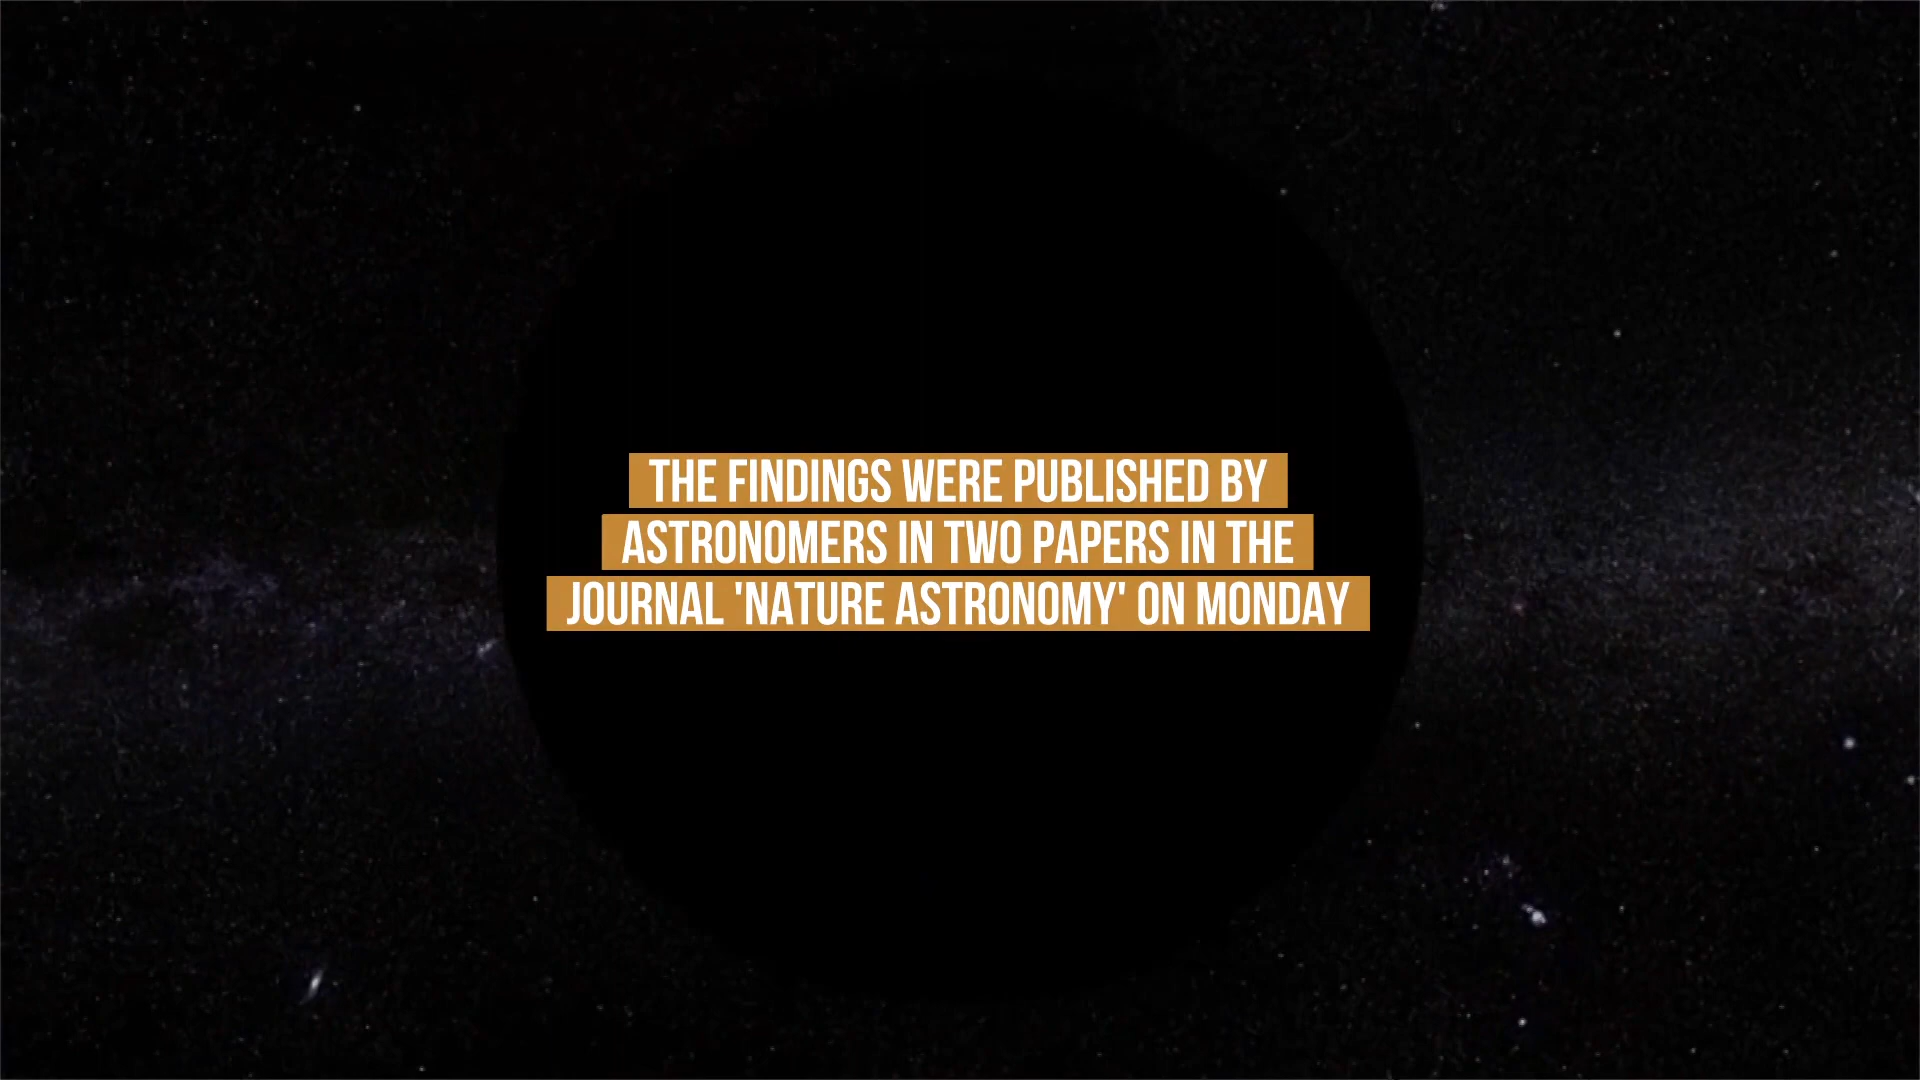 THE FINDINGS WERE PUBLISHED BY
ASTRONOMERS IN TWO PAPERS IN THE
JOURNAL 'NATURE ASTRONOMY' ON MONDAY